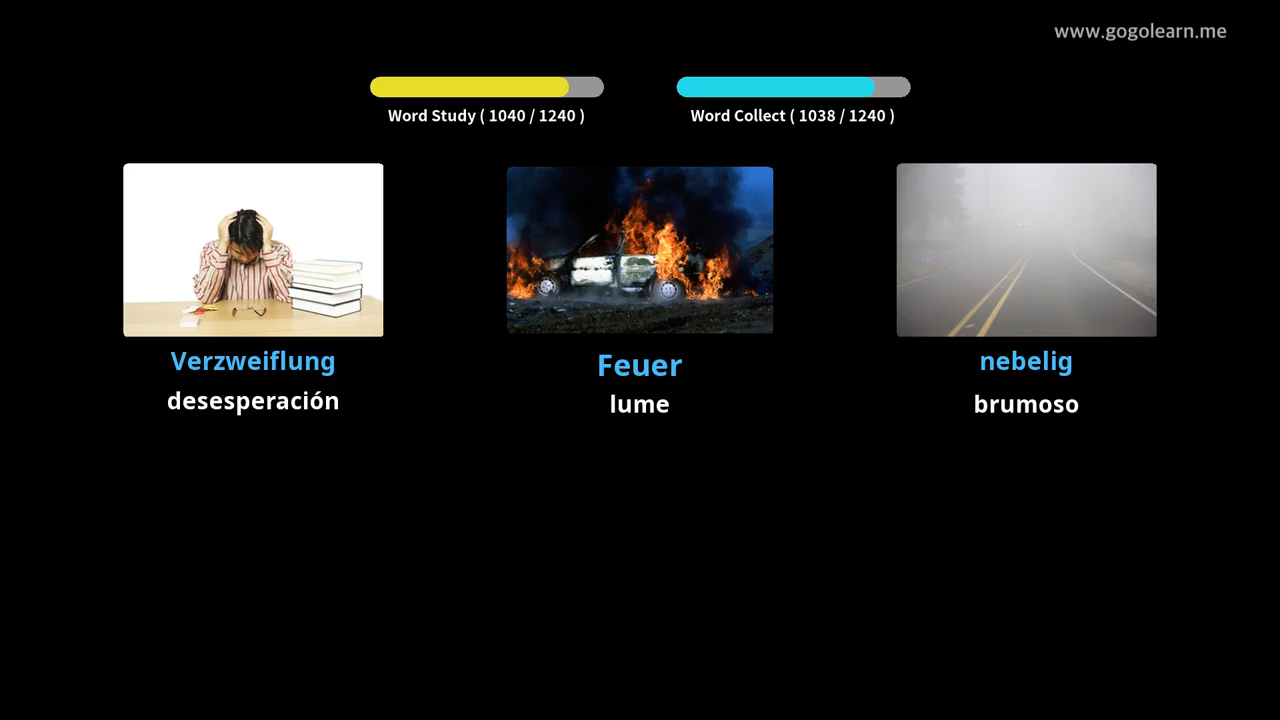 www.gogolearn.me
Word Study ( 1040 / 1240 )
Word Collect ( 1038 / 1240 )
Verzweiflung
desesperación
Feuer
lume
nebelig
brumoso